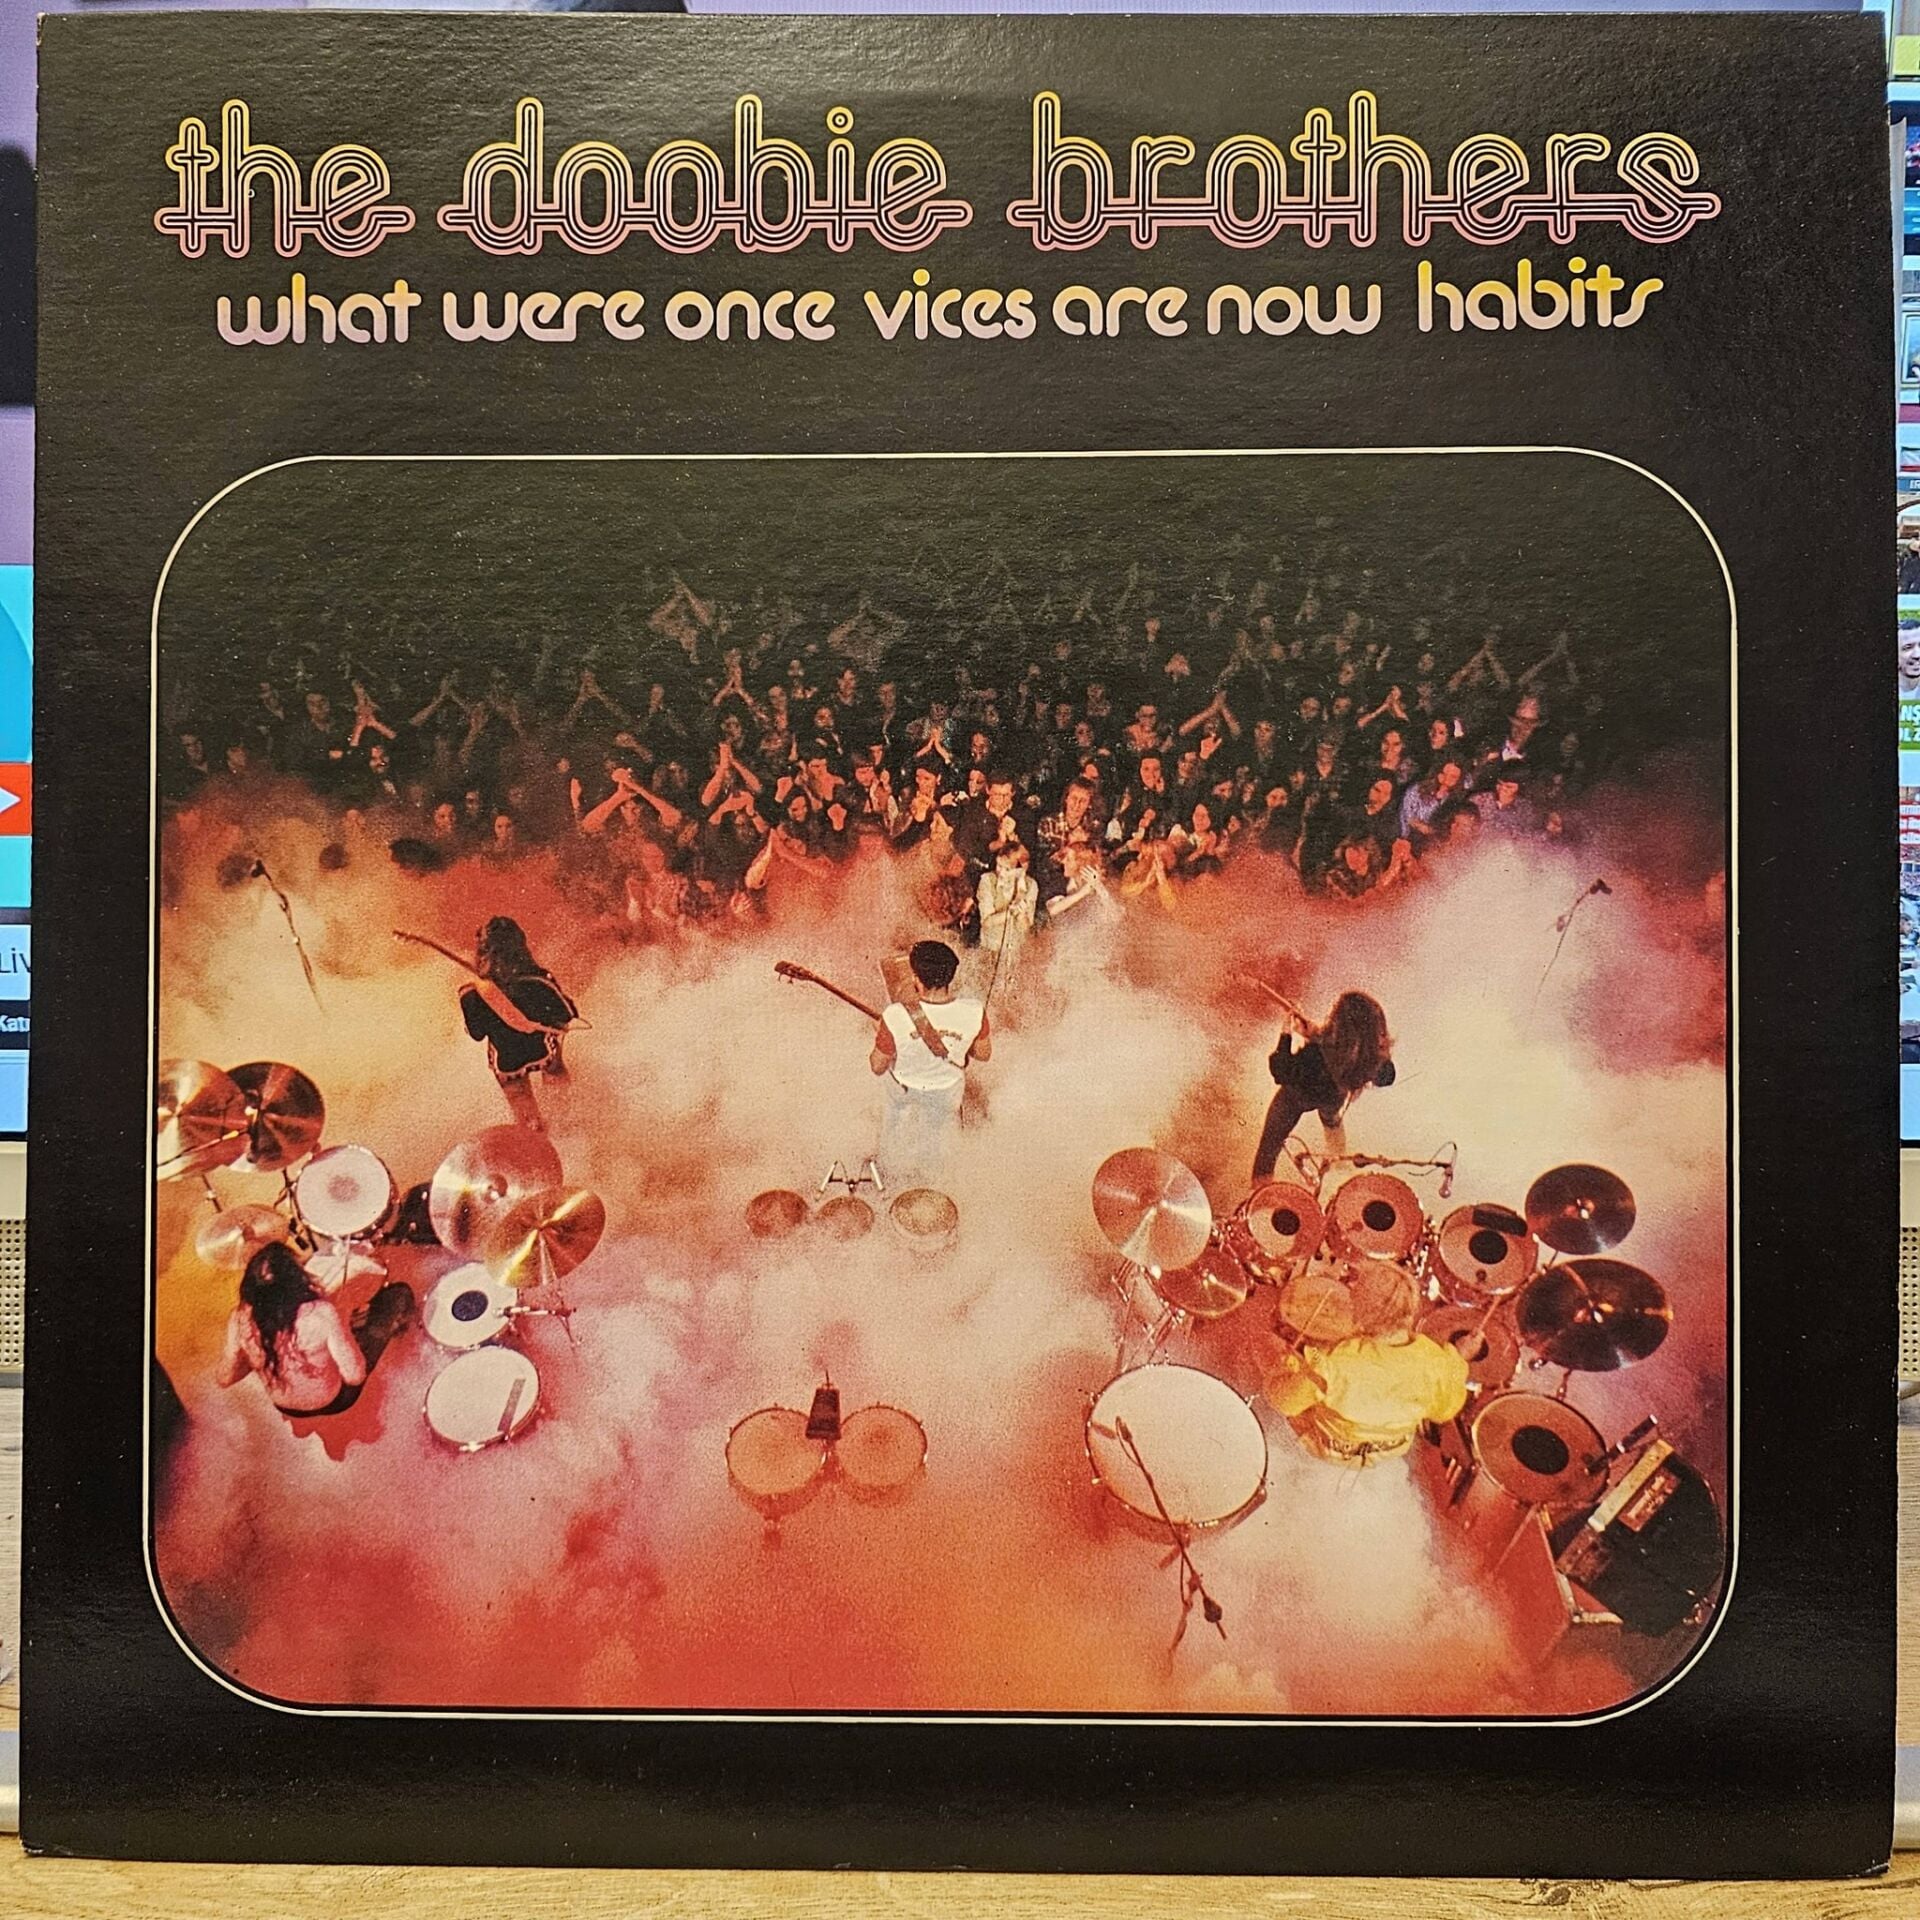 the doobie brothers
what were once vices are now habits